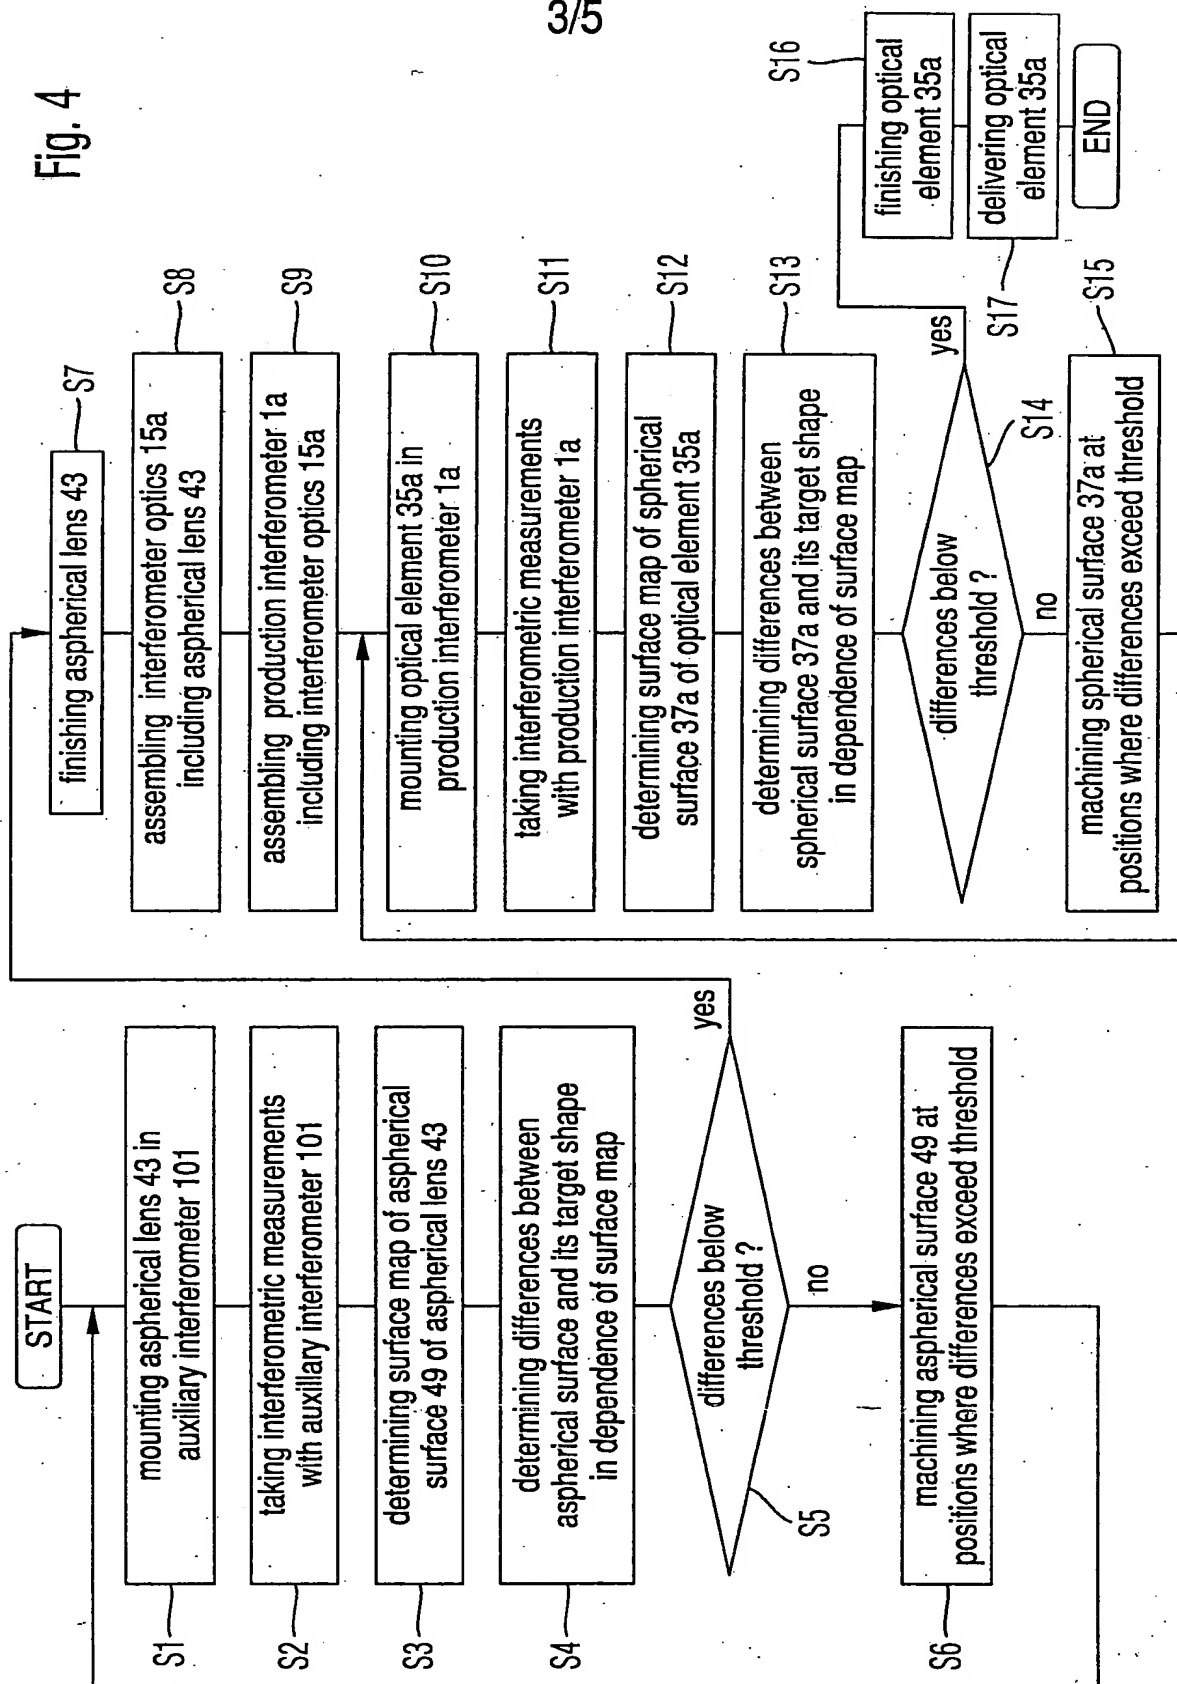 3/5
Fig. 4
START
mounting aspherical lens 43 in
auxiliary interferometer 101
S1
taking interferometric measurements
with auxillary interferometer 101
S2
determining surface map of aspherical
surface 49 of aspherical lens 43
S3
determining differences between
aspherical surface and its target shape
in dependence of surface map
S4
differences below
threshold ?
S5
yes
no
machining aspherical surface 49 at
positions where differences exceed threshold
S6
finishing aspherical lens 43
S7
assembling interferometer optics 15a
including aspherical lens 43
S8
assembling production interferometer 1a
including interferometer optics 15a
S9
mounting optical element 35a in
production interferometer 1a
S10
taking interferometric measurements
with production interferometer 1a
S11
determining surface map of spherical
surface 37a of optical element 35a
S12
determining differences between
spherical surface 37a and its target shape
in dependence of surface map
S13
differences below
threshold ?
S14
yes
no
machining spherical surface 37a at
positions where differences exceed threshold
S15
finishing optical
element 35a
S16
delivering optical
element 35a
S17
END